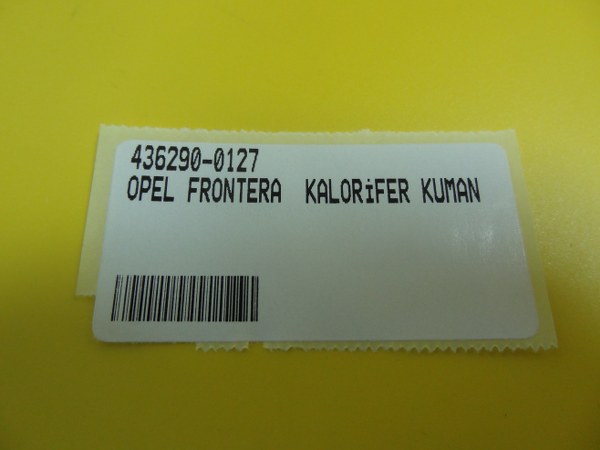 436290-0127
OPEL FRONTERA  KALORİFER KUMAN